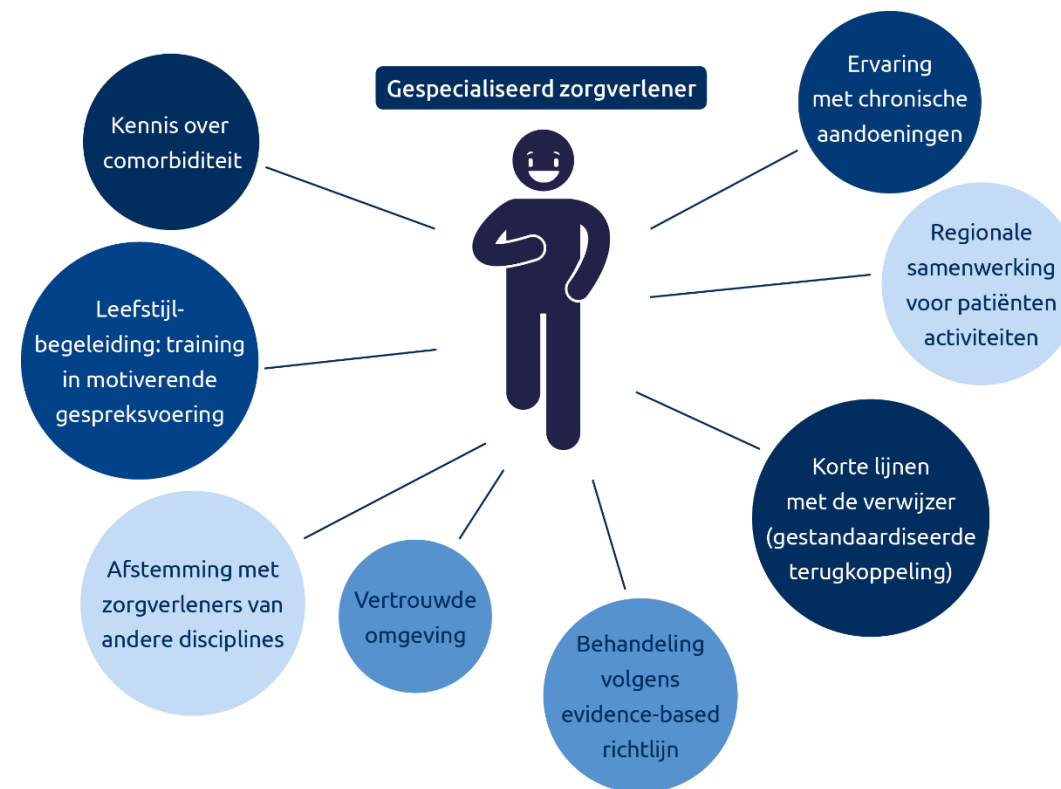 Gespecialiseerd zorgverlener
Kennis over
comorbiditeit
Ervaring
met chronische
aandoeningen
Leefstijl-
begeleiding: training
in motiverende
gespreksvoering
Regionale
samenwerking
voor patiënten
activiteiten
Korte lijnen
met de verwijzer
(gestandaardiseerde
terugkoppeling)
Afstemming met
zorgverleners van
andere disciplines
Vertrouwde
omgeving
Behandeling
volgens
evidence-based
richtlijn